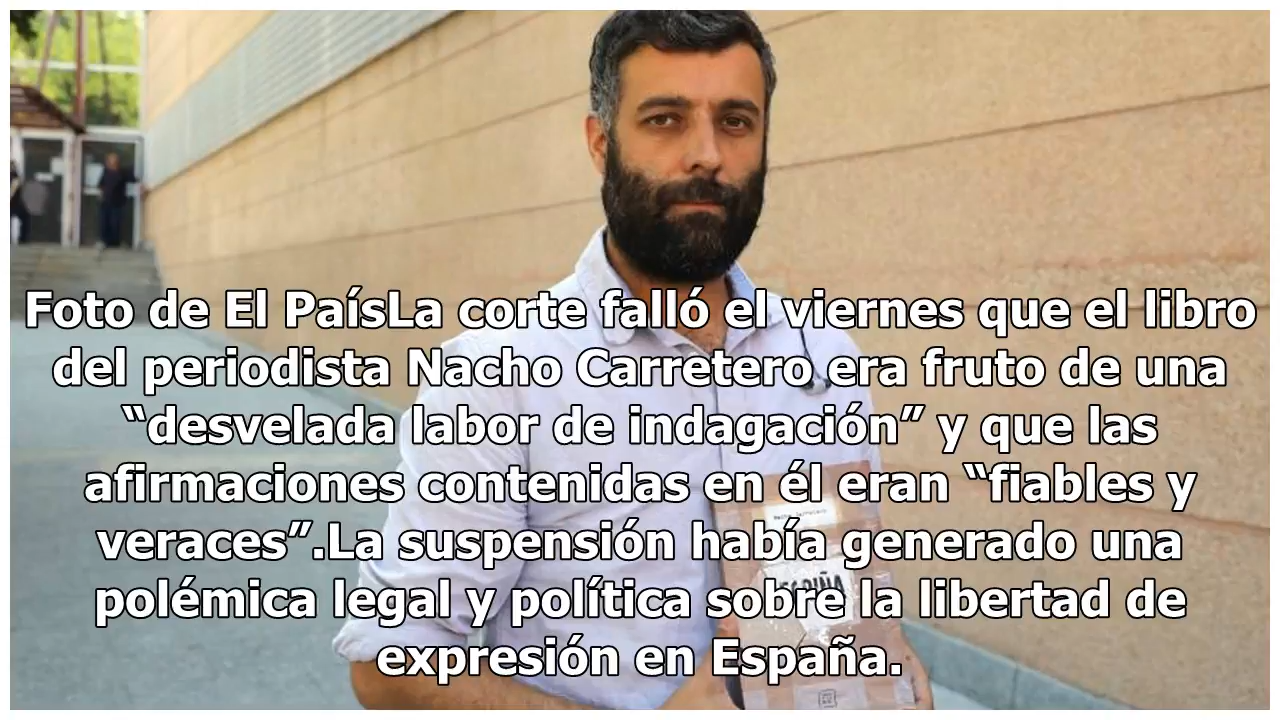 Foto de El PaísLa corte falló el viernes que el libro
del periodista Nacho Carretero era fruto de una
“desvelada labor de indagación” y que las
afirmaciones contenidas en él eran “fiables y
veraces”.La suspensión había generado una
polémica legal y política sobre la libertad de
expresión en España.